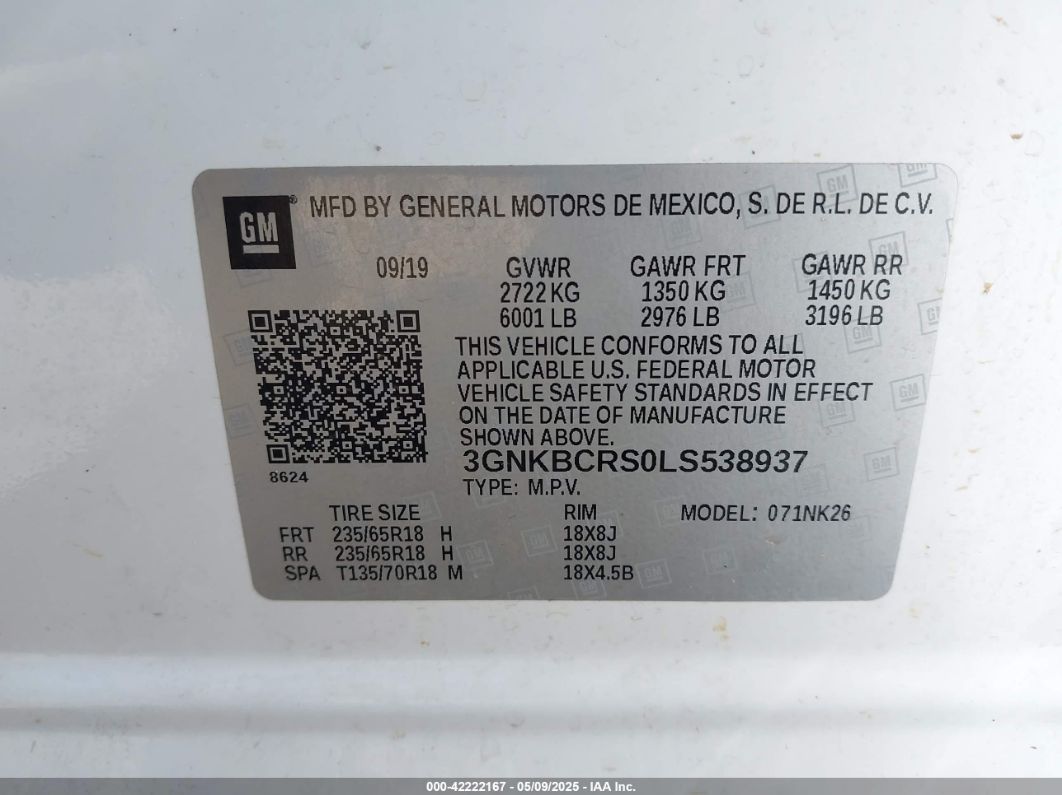 GM® MFD BY GENERAL MOTORS DE MEXICO, S. DE R.L. DE C.V.
09/19 GVWR GAWR FRT GAWR RR
2722 KG 1350 KG 1450 KG
6001 LB 2976 LB 3196 LB
THIS VEHICLE CONFORMS TO ALL
APPLICABLE U.S. FEDERAL MOTOR
VEHICLE SAFETY STANDARDS IN EFFECT
ON THE DATE OF MANUFACTURE
SHOWN ABOVE.
3GNKBCRS0LS538937
8624
TYPE: M.P.V.
TIRE SIZE RIM MODEL: 071NK26
FRT 235/65R18 H 18X8J
RR 235/65R18 H 18X8J
SPA T135/70R18 M 18X4.5B
000-42222167 - 05/09/2025 - IAA Inc.